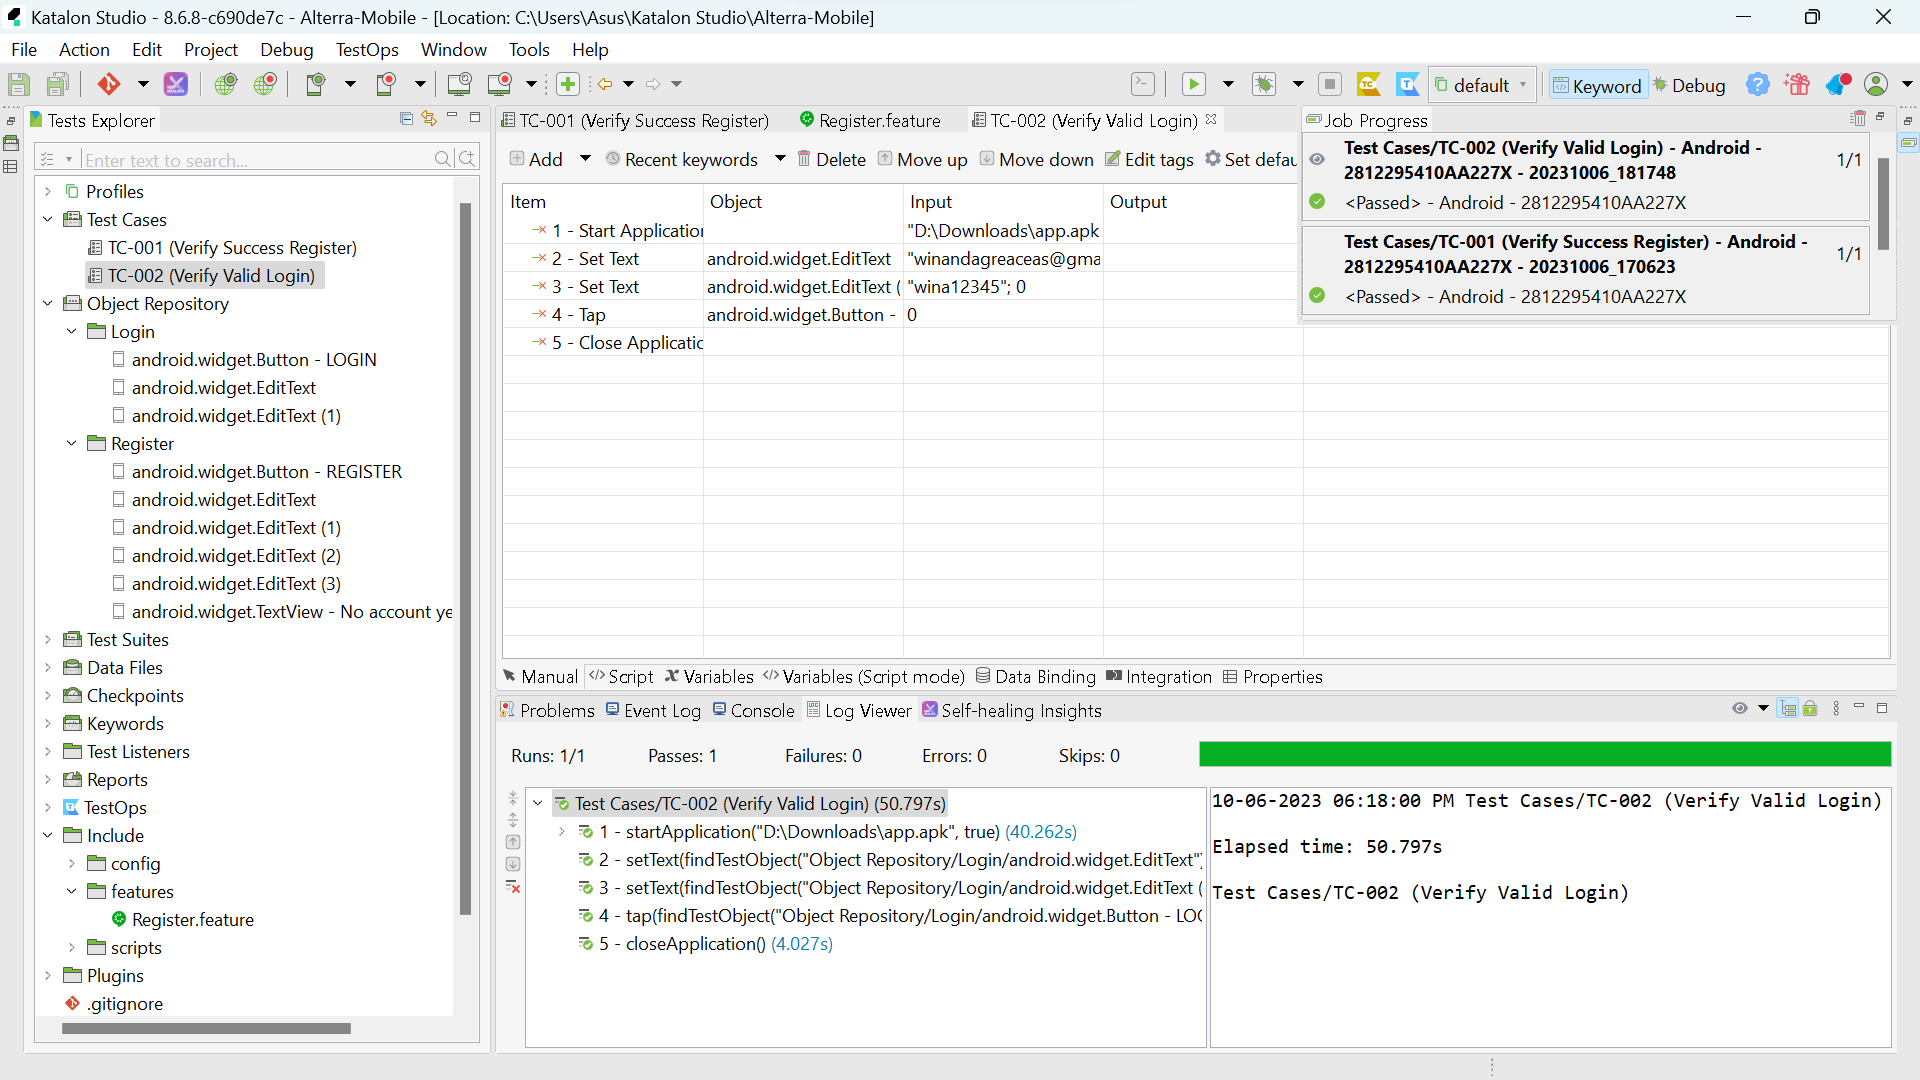 Katalon Studio - 8.6.8-c690de7c - Alterra-Mobile - [Location: C:\Users\Asus\Katalon Studio\Alterra-Mobile]
File Action Edit Project Debug TestOps Window Tools Help
default Keyword Debug
Tests Explorer
Enter text to search...
Profiles
Test Cases
TC-001 (Verify Success Register)
TC-002 (Verify Valid Login)
Object Repository
Login
android.widget.Button - LOGIN
android.widget.EditText
android.widget.EditText (1)
Register
android.widget.Button - REGISTER
android.widget.EditText
android.widget.EditText (1)
android.widget.EditText (2)
android.widget.EditText (3)
android.widget.TextView - No account ye
Test Suites
Data Files
Checkpoints
Keywords
Test Listeners
Reports
TestOps
Include
config
features
Register.feature
scripts
Plugins
.gitignore
TC-001 (Verify Success Register) Register.feature TC-002 (Verify Valid Login)
Add Recent keywords Delete Move up Move down Edit tags Set defau
Item Object Input Output
1 - Start Application "D:\Downloads\app.apk
2 - Set Text android.widget.EditText "winandagreaceas@gma
3 - Set Text android.widget.EditText ( "wina12345"; 0
4 - Tap android.widget.Button - 0
5 - Close Applicatic
Job Progress
Test Cases/TC-002 (Verify Valid Login) - Android -
2812295410AA227X - 20231006_181748
1/1
<Passed> - Android - 2812295410AA227X
Test Cases/TC-001 (Verify Success Register) - Android -
2812295410AA227X - 20231006_170623
1/1
<Passed> - Android - 2812295410AA227X
Manual Script Variables Variables (Script mode) Data Binding Integration Properties
Problems Event Log Console Log Viewer Self-healing Insights
Runs: 1/1 Passes: 1 Failures: 0 Errors: 0 Skips: 0
Test Cases/TC-002 (Verify Valid Login) (50.797s)
1 - startApplication("D:\Downloads\app.apk", true) (40.262s)
2 - setText(findTestObject("Object Repository/Login/android.widget.EditText")
3 - setText(findTestObject("Object Repository/Login/android.widget.EditText (
4 - tap(findTestObject("Object Repository/Login/android.widget.Button - LOG
5 - closeApplication() (4.027s)
10-06-2023 06:18:00 PM Test Cases/TC-002 (Verify Valid Login)
Elapsed time: 50.797s
Test Cases/TC-002 (Verify Valid Login)